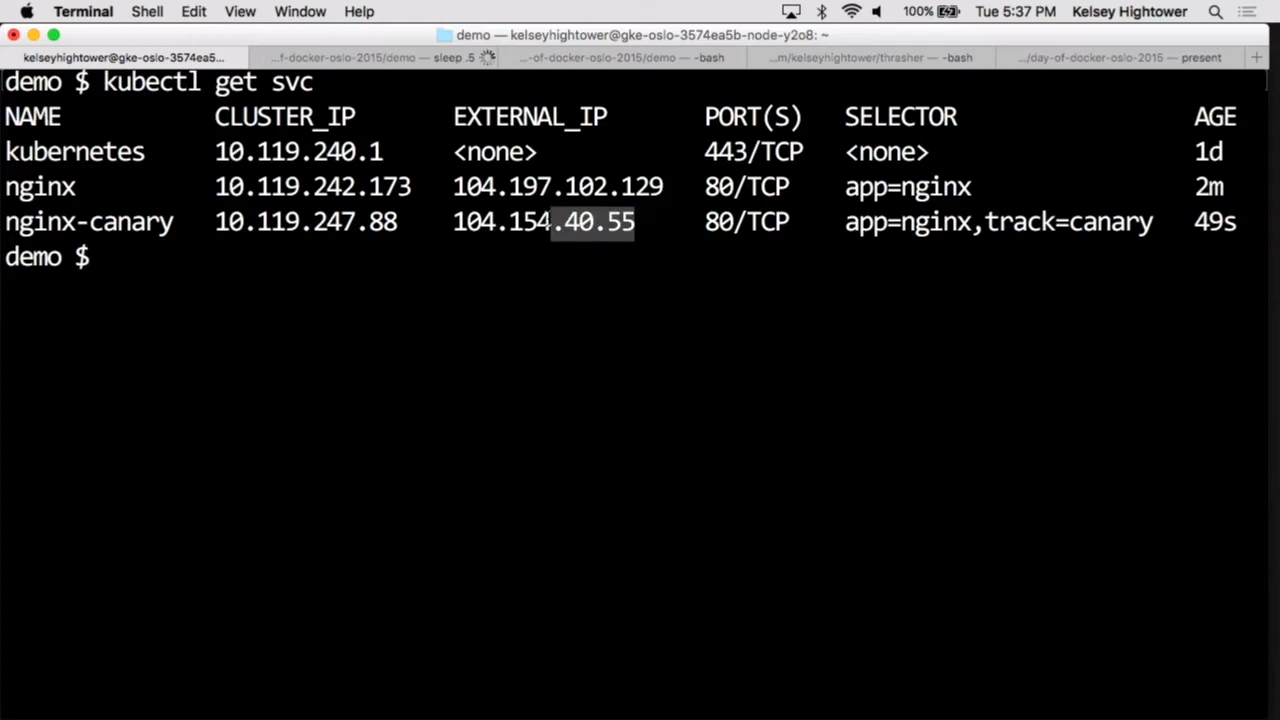 Terminal Shell Edit View Window Help 100% Tue 5:37 PM Kelsey Hightower
demo — kelseyhightower@gke-oslo-3574ea5b-node-y2o8: ~
kelseyhightower@gke-oslo-3574ea5... ...f-docker-oslo-2015/demo — sleep .5 ...-of-docker-oslo-2015/demo — -bash ...m/kelseyhightower/thrasher — -bash .../day-of-docker-oslo-2015 — present
demo $ kubectl get svc
NAME CLUSTER_IP EXTERNAL_IP PORT(S) SELECTOR AGE
kubernetes 10.119.240.1 <none> 443/TCP <none> 1d
nginx 10.119.242.173 104.197.102.129 80/TCP app=nginx 2m
nginx-canary 10.119.247.88 104.154.40.55 80/TCP app=nginx,track=canary 49s
demo $